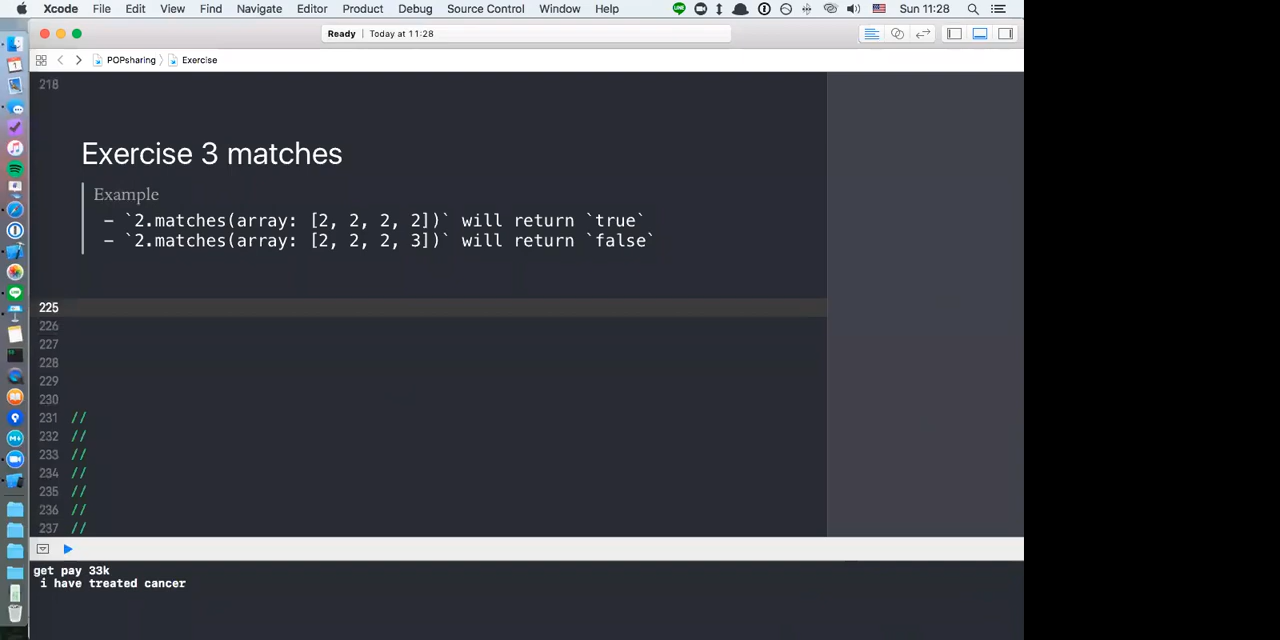 Xcode File Edit View Navigate Editor Product Debug Source Control Window Help Sun 11:28
Ready | Today at 11:28
POPsharing Exercise
218
Exercise 3 matches
Example
– `2.matches(array: [2, 2, 2, 2])` will return `true`
– `2.matches(array: [2, 2, 2, 3])` will return `false`
225
226
227
228
229
230
231 //
232 //
233 //
234 //
235 //
236 //
237 //
get pay 33k
i have treated cancer